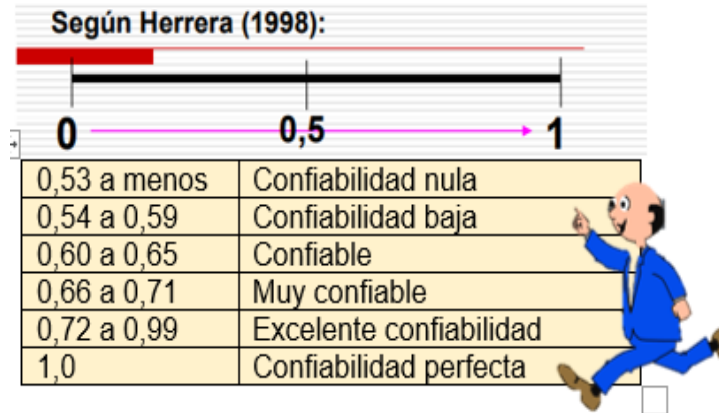 Según Herrera (1998):
0 0,5 1
0,53 a menos Confiabilidad nula
0,54 a 0,59 Confiabilidad baja
0,60 a 0,65 Confiable
0,66 a 0,71 Muy confiable
0,72 a 0,99 Excelente confiabilidad
1,0 Confiabilidad perfecta